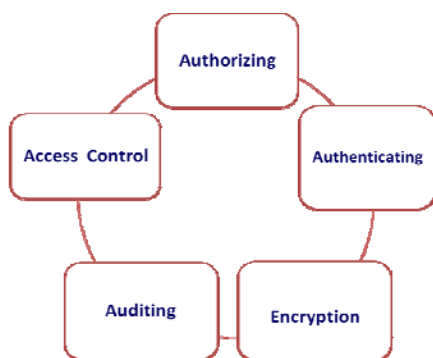 Authorizing
Access Control
Authenticating
Auditing
Encryption